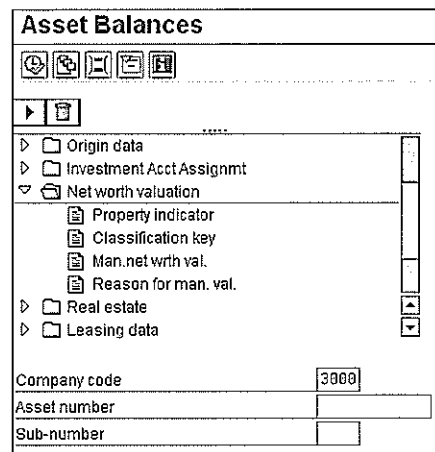 Asset Balances
Origin data
Investment Acct Assignmt
Net worth valuation
Property indicator
Classification key
Man.net wrth val.
Reason for man. val.
Real estate
Leasing data
Company code 3000
Asset number
Sub-number